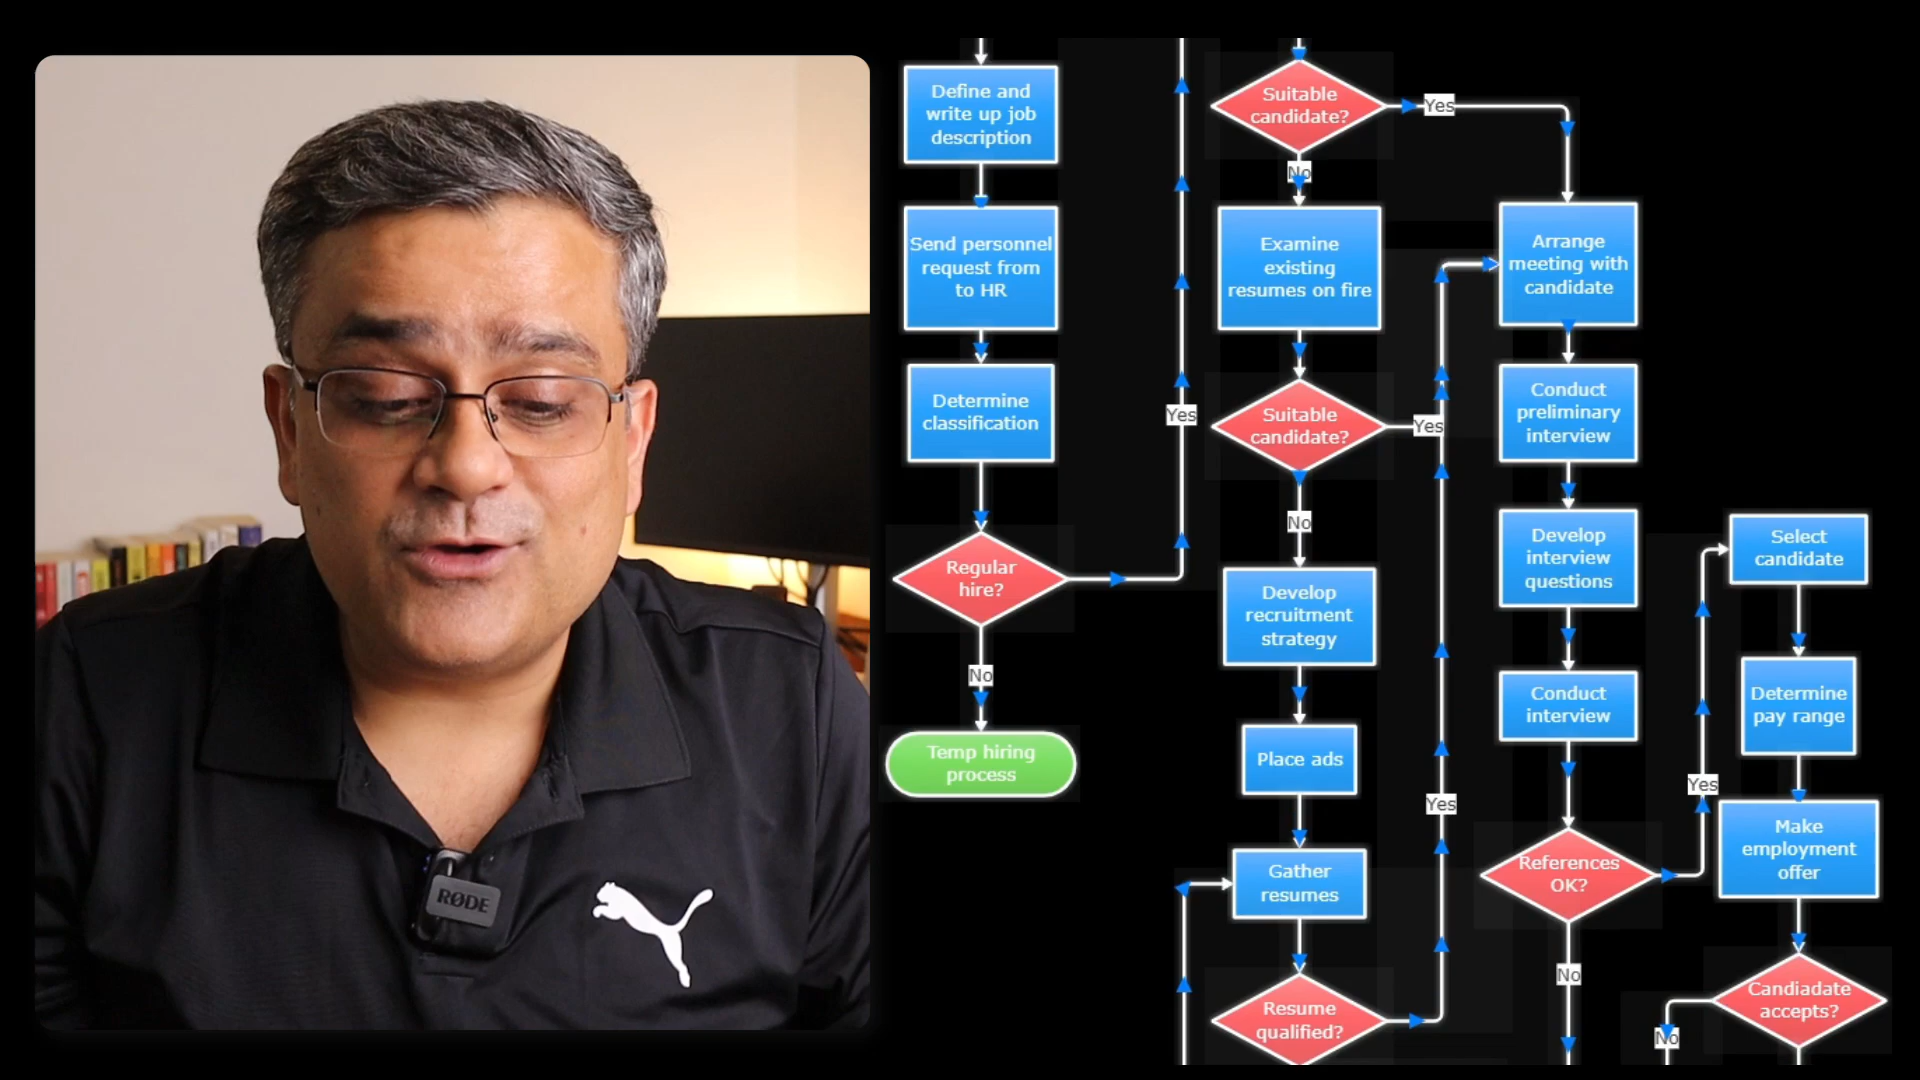 Define and
write up job
description
Send personnel
request from
to HR
Determine
classification
Regular
hire?
No
Temp hiring
process
Yes
Suitable
candidate?
Yes
No
Examine
existing
resumes on fire
Suitable
candidate?
Yes
No
Develop
recruitment
strategy
Place ads
Gather
resumes
Resume
qualified?
Yes
Arrange
meeting with
candidate
Conduct
preliminary
interview
Develop
interview
questions
Conduct
interview
References
OK?
No
Yes
Select
candidate
Determine
pay range
Make
employment
offer
Candiadate
accepts?
No
RØDE